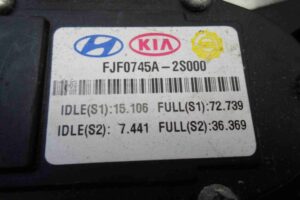 KIA
FJF0745A-2S000
IDLE(S1):15.106 FULL(S1):72.739
IDLE(S2): 7.441 FULL(S2):36.369